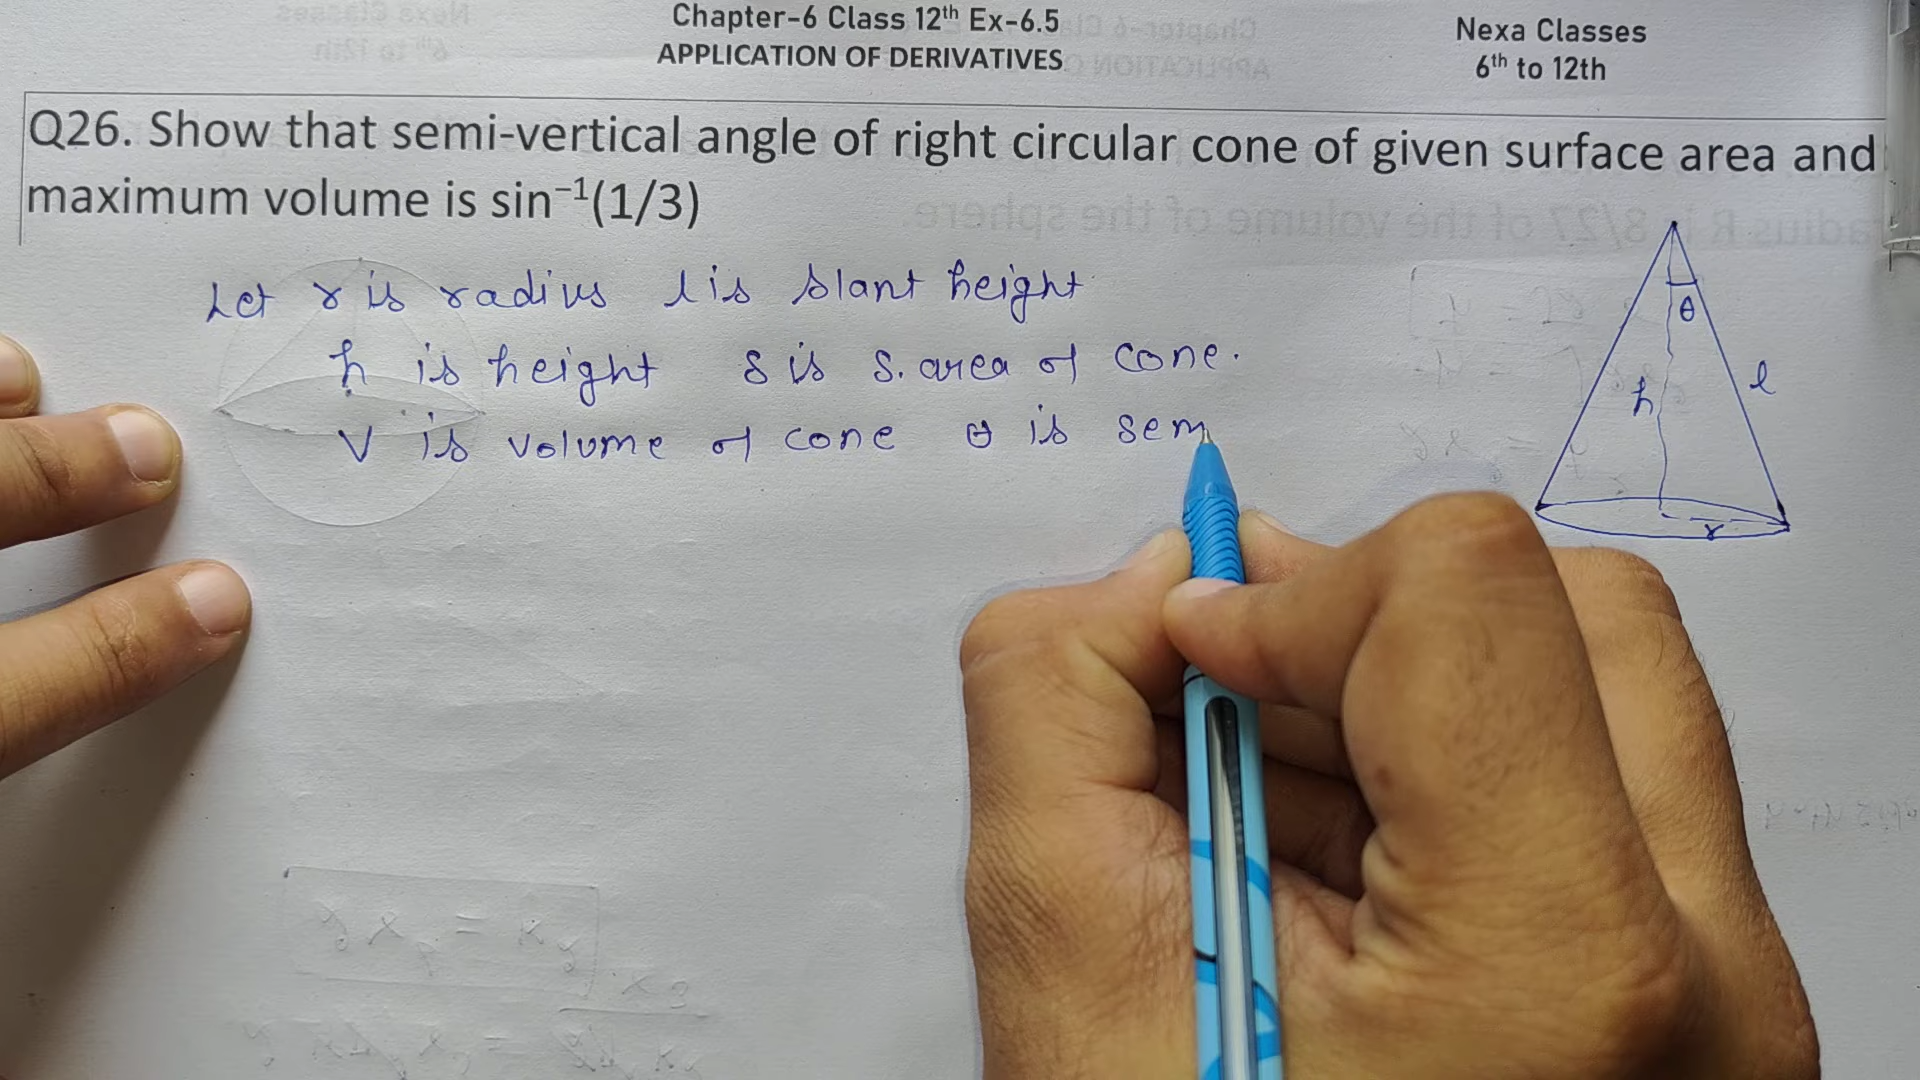 Chapter-6 Class 12th Ex-6.5
APPLICATION OF DERIVATIVES
Nexa Classes
6th to 12th
Q26. Show that semi-vertical angle of right circular cone of given surface area and
maximum volume is sin⁻¹(1/3)
Let r is radius l is slant height
h is height s is s. area of cone.
V is volume of cone θ is sem
θ
h
l
r